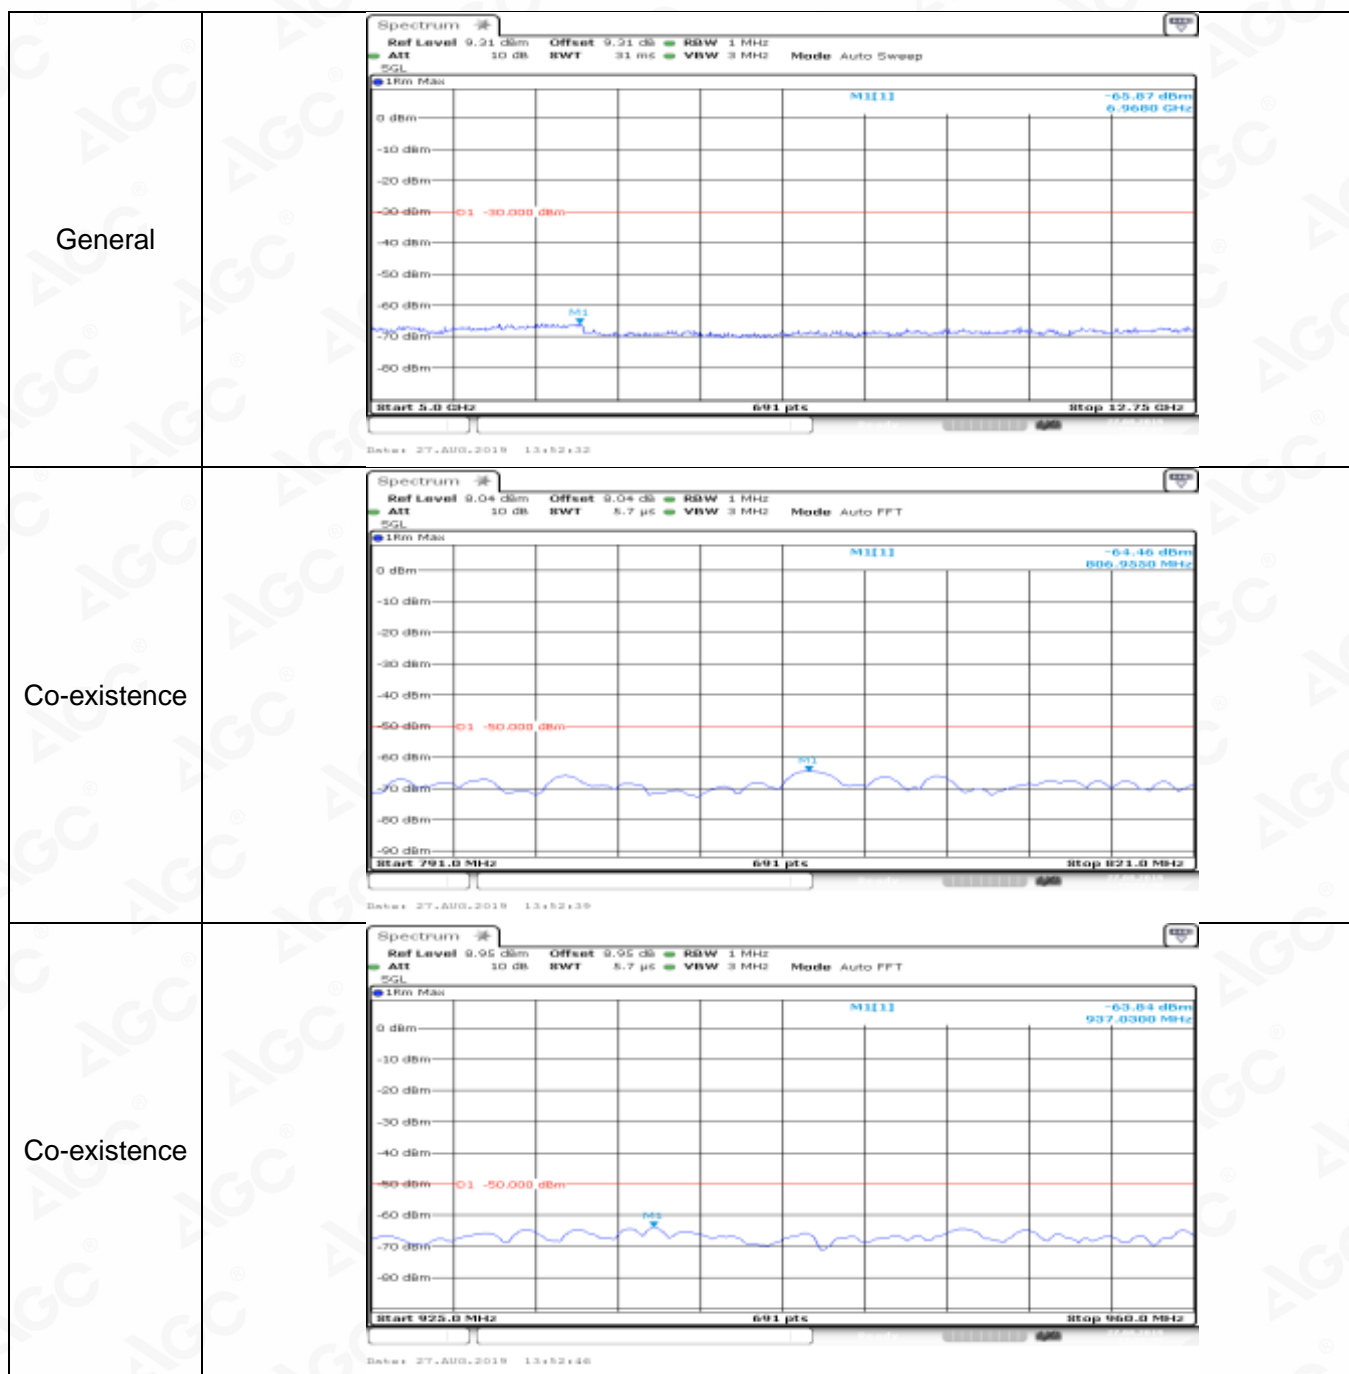 General
Spectrum
Ref Level 9.21 dBm Offset 9.21 dB RBW 1 MHz
Att 10 dB SWT 31 ms VBW 3 MHz Mode Auto Sweep
SGL
1Rm Max
M1[1] -65.87 dBm
6.9680 GHz
0 dBm
-10 dBm
-20 dBm
-30 dBm D1 -30.000 dBm
-40 dBm
-50 dBm
-60 dBm
M1
-70 dBm
-80 dBm
Start 5.0 GHz 691 pts Stop 12.75 GHz
Date: 27.AUG.2019 13:52:32
Co-existence
Spectrum
Ref Level 8.04 dBm Offset 8.04 dB RBW 1 MHz
Att 10 dB SWT 5.7 µs VBW 3 MHz Mode Auto FFT
SGL
1Rm Max
M1[1] -64.46 dBm
806.9550 MHz
0 dBm
-10 dBm
-20 dBm
-30 dBm
-40 dBm
-50 dBm D1 -50.000 dBm
-60 dBm
M1
-70 dBm
-80 dBm
-90 dBm
Start 791.0 MHz 691 pts Stop 821.0 MHz
Date: 27.AUG.2019 13:52:39
Co-existence
Spectrum
Ref Level 8.95 dBm Offset 8.95 dB RBW 1 MHz
Att 10 dB SWT 5.7 µs VBW 3 MHz Mode Auto FFT
SGL
1Rm Max
M1[1] -63.84 dBm
937.0300 MHz
0 dBm
-10 dBm
-20 dBm
-30 dBm
-40 dBm
-50 dBm D1 -50.000 dBm
-60 dBm
M1
-70 dBm
-80 dBm
Start 925.0 MHz 691 pts Stop 960.0 MHz
Date: 27.AUG.2019 13:52:46
AGC